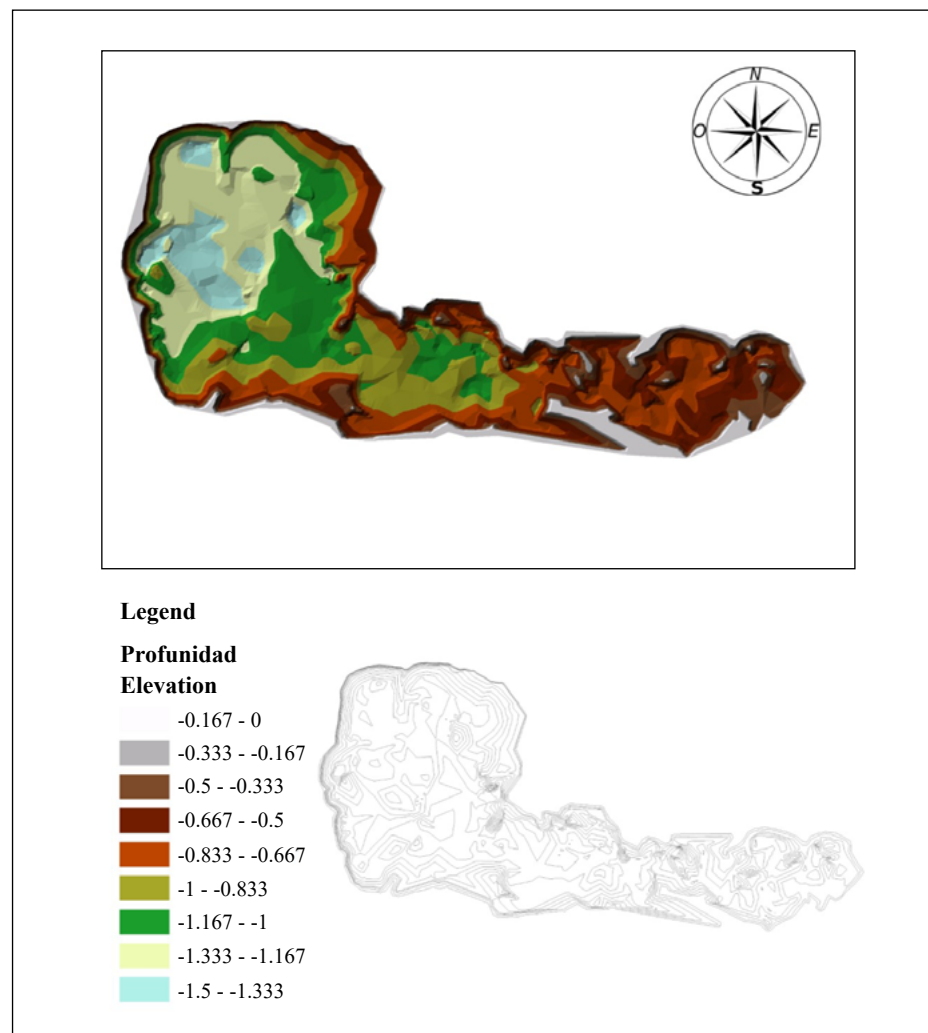 N
O
E
S
Legend
Profunidad
Elevation
-0.167 - 0
-0.333 - -0.167
-0.5 - -0.333
-0.667 - -0.5
-0.833 - -0.667
-1 - -0.833
-1.167 - -1
-1.333 - -1.167
-1.5 - -1.333